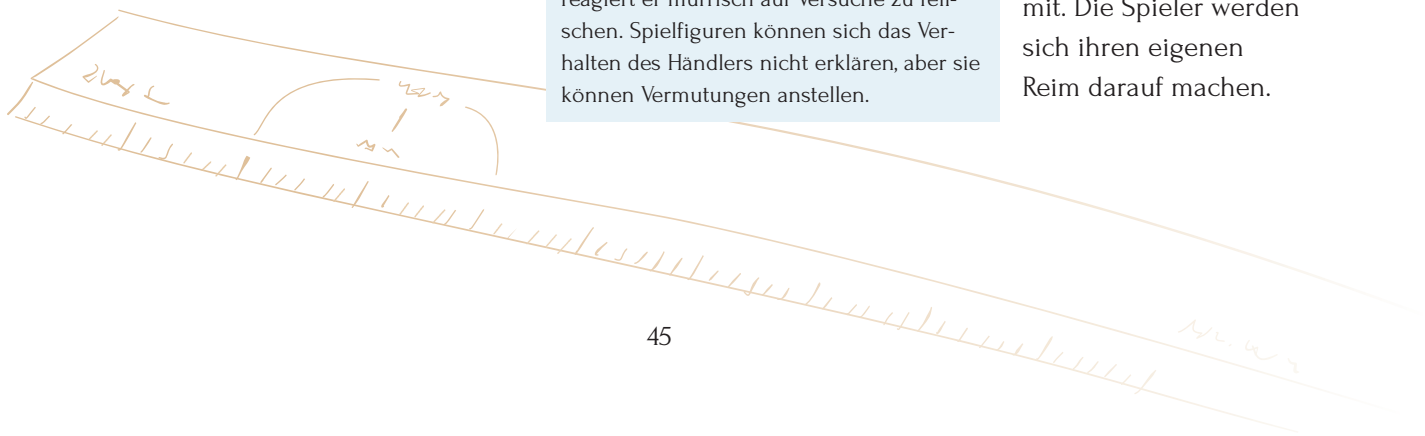 reagiert er mürrisch auf Versuche zu feil-
schen. Spielfiguren können sich das Ver-
halten des Händlers nicht erklären, aber sie
können Vermutungen anstellen.
mit. Die Spieler werden
sich ihren eigenen
Reim darauf machen.
45